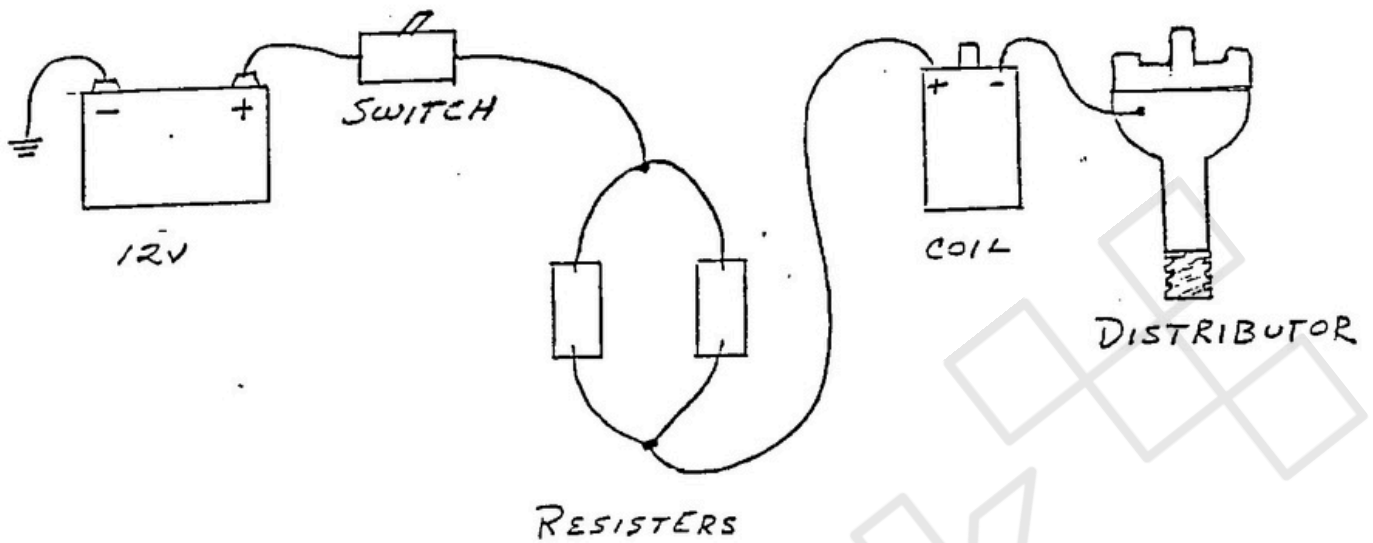 - +
SWITCH
12V
+ -
COIL
DISTRIBUTOR
RESISTERS